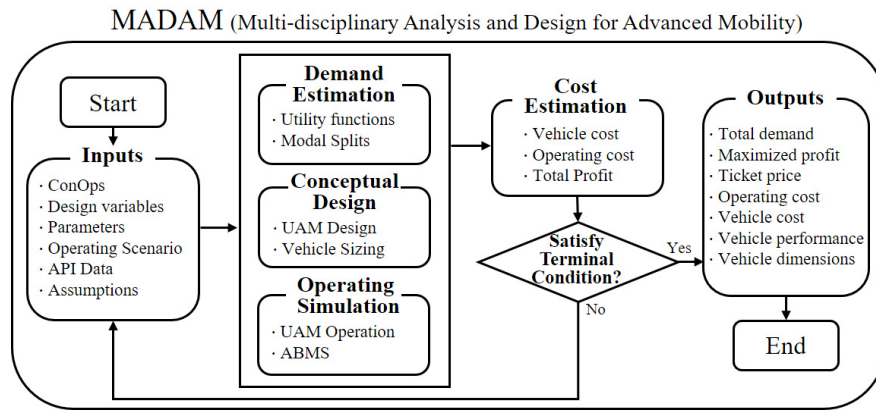 MADAM (Multi-disciplinary Analysis and Design for Advanced Mobility)
Start
Inputs
· ConOps
· Design variables
· Parameters
· Operating Scenario
· API Data
· Assumptions
Demand
Estimation
· Utility functions
· Modal Splits
Conceptual
Design
· UAM Design
· Vehicle Sizing
Operating
Simulation
· UAM Operation
· ABMS
Cost
Estimation
· Vehicle cost
· Operating cost
· Total Profit
Satisfy
Terminal
Condition?
Yes
No
Outputs
· Total demand
· Maximized profit
· Ticket price
· Operating cost
· Vehicle cost
· Vehicle performance
· Vehicle dimensions
End